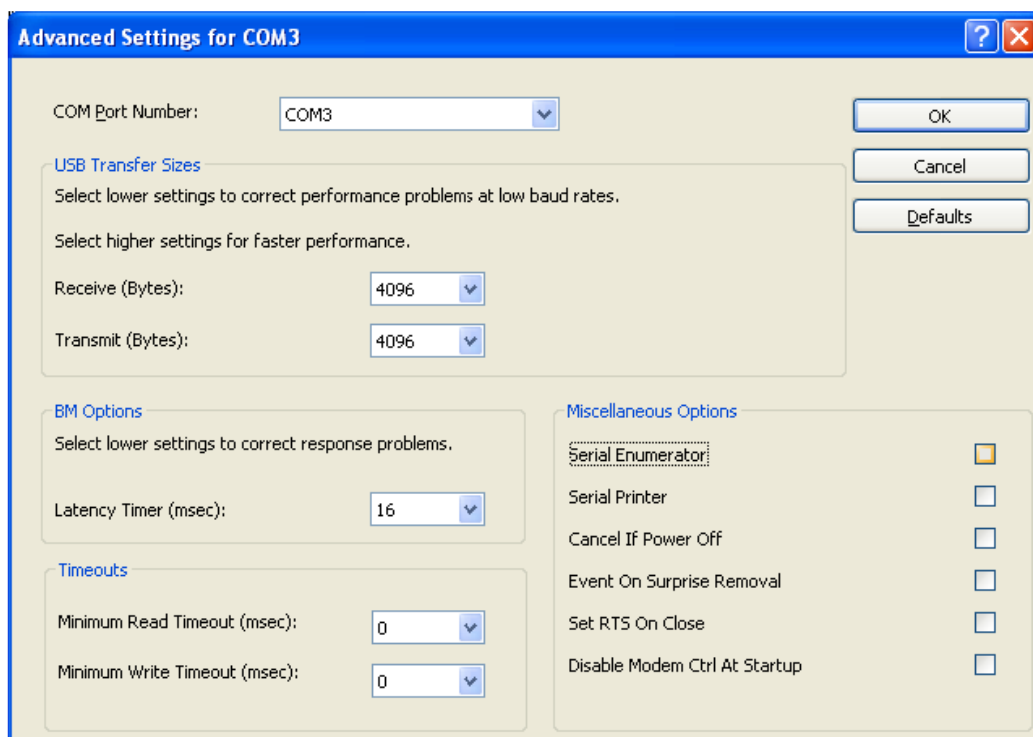 Advanced Settings for COM3
COM Port Number:
COM3
OK
Cancel
Defaults
USB Transfer Sizes
Select lower settings to correct performance problems at low baud rates.
Select higher settings for faster performance.
Receive (Bytes):
4096
Transmit (Bytes):
4096
BM Options
Select lower settings to correct response problems.
Latency Timer (msec):
16
Timeouts
Minimum Read Timeout (msec):
0
Minimum Write Timeout (msec):
0
Miscellaneous Options
Serial Enumerator
Serial Printer
Cancel If Power Off
Event On Surprise Removal
Set RTS On Close
Disable Modem Ctrl At Startup